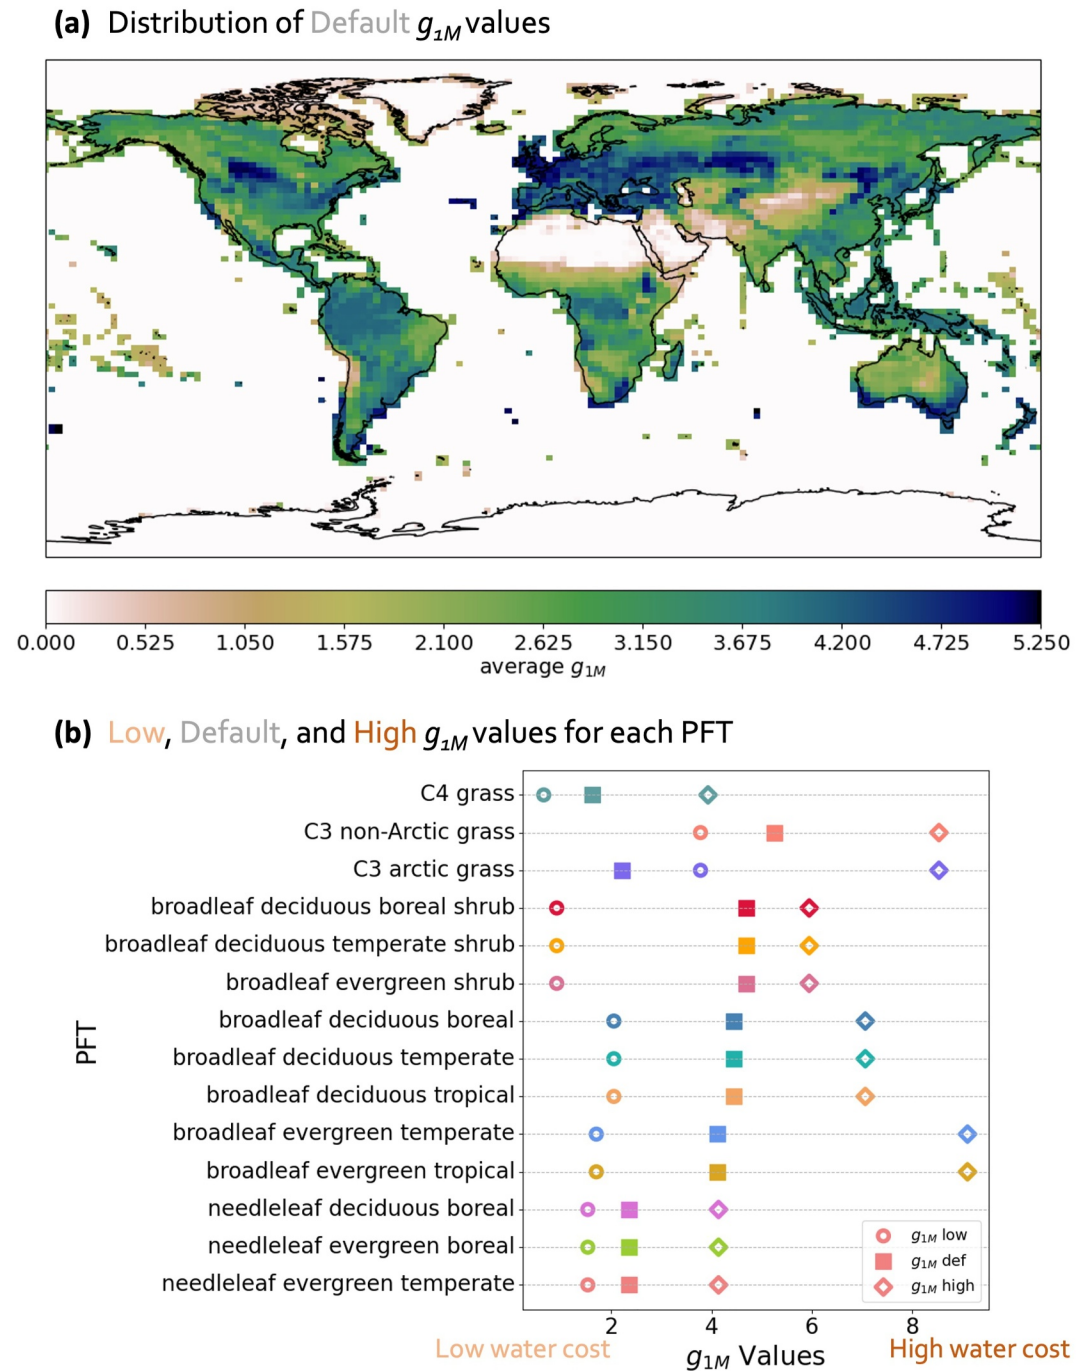 (a) Distribution of Default g1M values
0.000 0.525 1.050 1.575 2.100 2.625 3.150 3.675 4.200 4.725 5.250
average g1M
(b) Low, Default, and High g1M values for each PFT
C4 grass
C3 non-Arctic grass
C3 arctic grass
broadleaf deciduous boreal shrub
broadleaf deciduous temperate shrub
broadleaf evergreen shrub
broadleaf deciduous boreal
broadleaf deciduous temperate
broadleaf deciduous tropical
broadleaf evergreen temperate
broadleaf evergreen tropical
needleleaf deciduous boreal
needleleaf evergreen boreal
needleleaf evergreen temperate
PFT
g1M low
g1M def
g1M high
2 4 6 8
Low water cost
g1M Values
High water cost